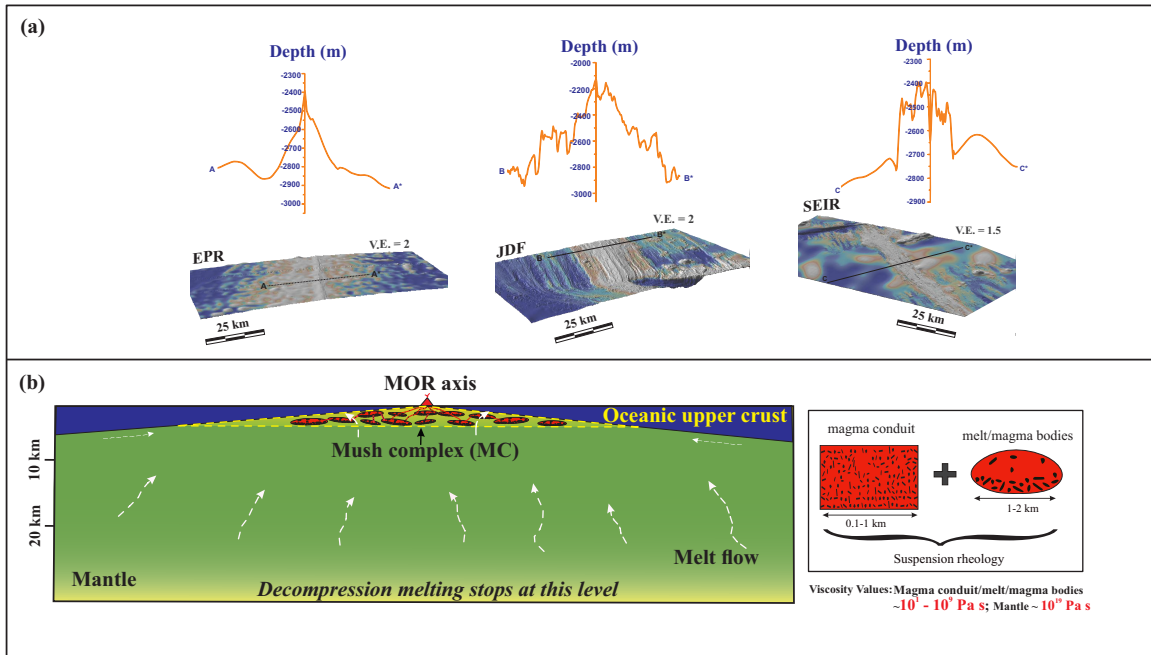 (a)
Depth (m)
-2300
-2400
-2500
-2600
-2700
-2800
-2900
-3000
A
A*
Depth (m)
-2000
-2200
-2400
-2600
-2800
-3000
B
B*
Depth (m)
-2300
-2400
-2500
-2600
-2700
-2800
-2900
C
C*
EPR
V.E. = 2
A
A*
25 km
JDF
V.E. = 2
B
B*
25 km
SEIR
V.E. = 1.5
C
C*
25 km
(b)
MOR axis
Oceanic upper crust
Mush complex (MC)
10 km
20 km
Melt flow
Mantle
Decompression melting stops at this level
magma conduit
melt/magma bodies
0.1-1 km
1-2 km
Suspension rheology
Viscosity Values: Magma conduit/melt/magma bodies
~10¹ - 10⁹ Pa s; Mantle ~ 10¹⁹ Pa s